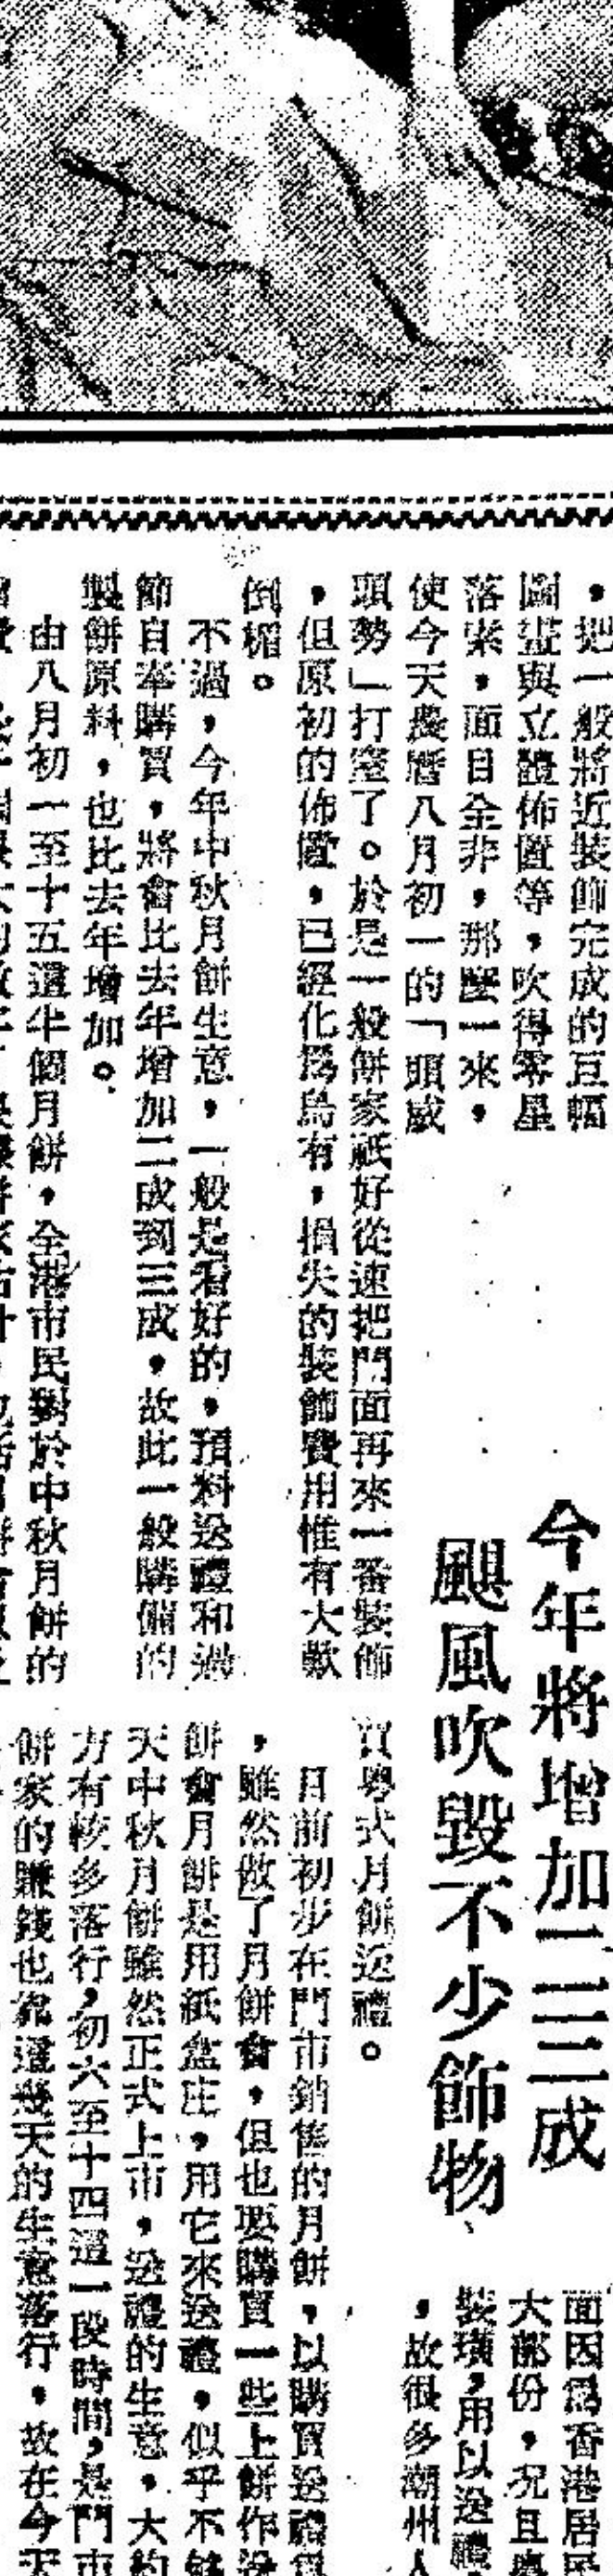 今年將增加二三成
颶風吹毀不少飾物
，把一般將近裝飾完成的巨幅
圖畫與立體佈置等，吹得零星
落索，面目全非，那麼一來，
使今天農曆八月初一的「頭威
頭勢」打窒了。於是一般餅家祇好從速把門面再來一番裝飾
，但原初的佈置，已經化爲烏有，損失的裝飾費用惟有大歎
倒楣。
不過，今年中秋月餅生意，一般是看好的，預料送禮和過
節自奉購買，將會比去年增加二成到三成，故此一般購備的
製餅原料，也比去年增加。
由八月初一至十五這半個月餅，全港市民對於中秋月餅的
面因爲香港居民
大部份，況且
裝璜，用以送禮
，故很多潮州人
買粵式月餅送禮。
日前初步在門市銷售的月餅，以購買送禮
，雖然做了月餅會，但也要購買一些上餅作送
餅會月餅是用紙盒庄，用它來送禮，似乎不夠
天中秋月餅雖然正式上市，送禮的生意，大約
方有較多落行，初六至十四這一段時間，是門市
餅家的賺錢也靠這幾天的生意落行，故在今天